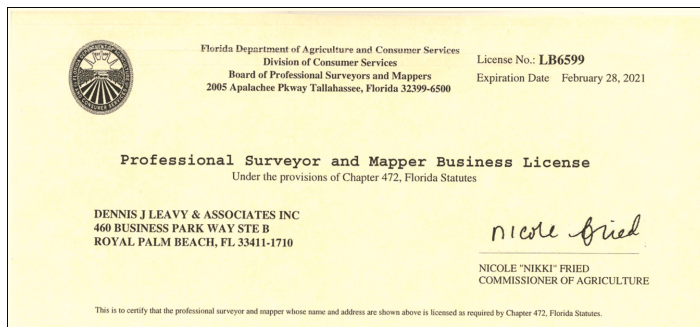 Florida Department of Agriculture and Consumer Services
Division of Consumer Services
Board of Professional Surveyors and Mappers
2005 Apalachee Pkway Tallahassee, Florida 32399-6500
License No.: LB6599
Expiration Date February 28, 2021
Professional Surveyor and Mapper Business License
Under the provisions of Chapter 472, Florida Statutes
DENNIS J LEAVY & ASSOCIATES INC
460 BUSINESS PARK WAY STE B
ROYAL PALM BEACH, FL 33411-1710
Nicole Fried
NICOLE "NIKKI" FRIED
COMMISSIONER OF AGRICULTURE
This is to certify that the professional surveyor and mapper whose name and address are shown above is licensed as required by Chapter 472, Florida Statutes.